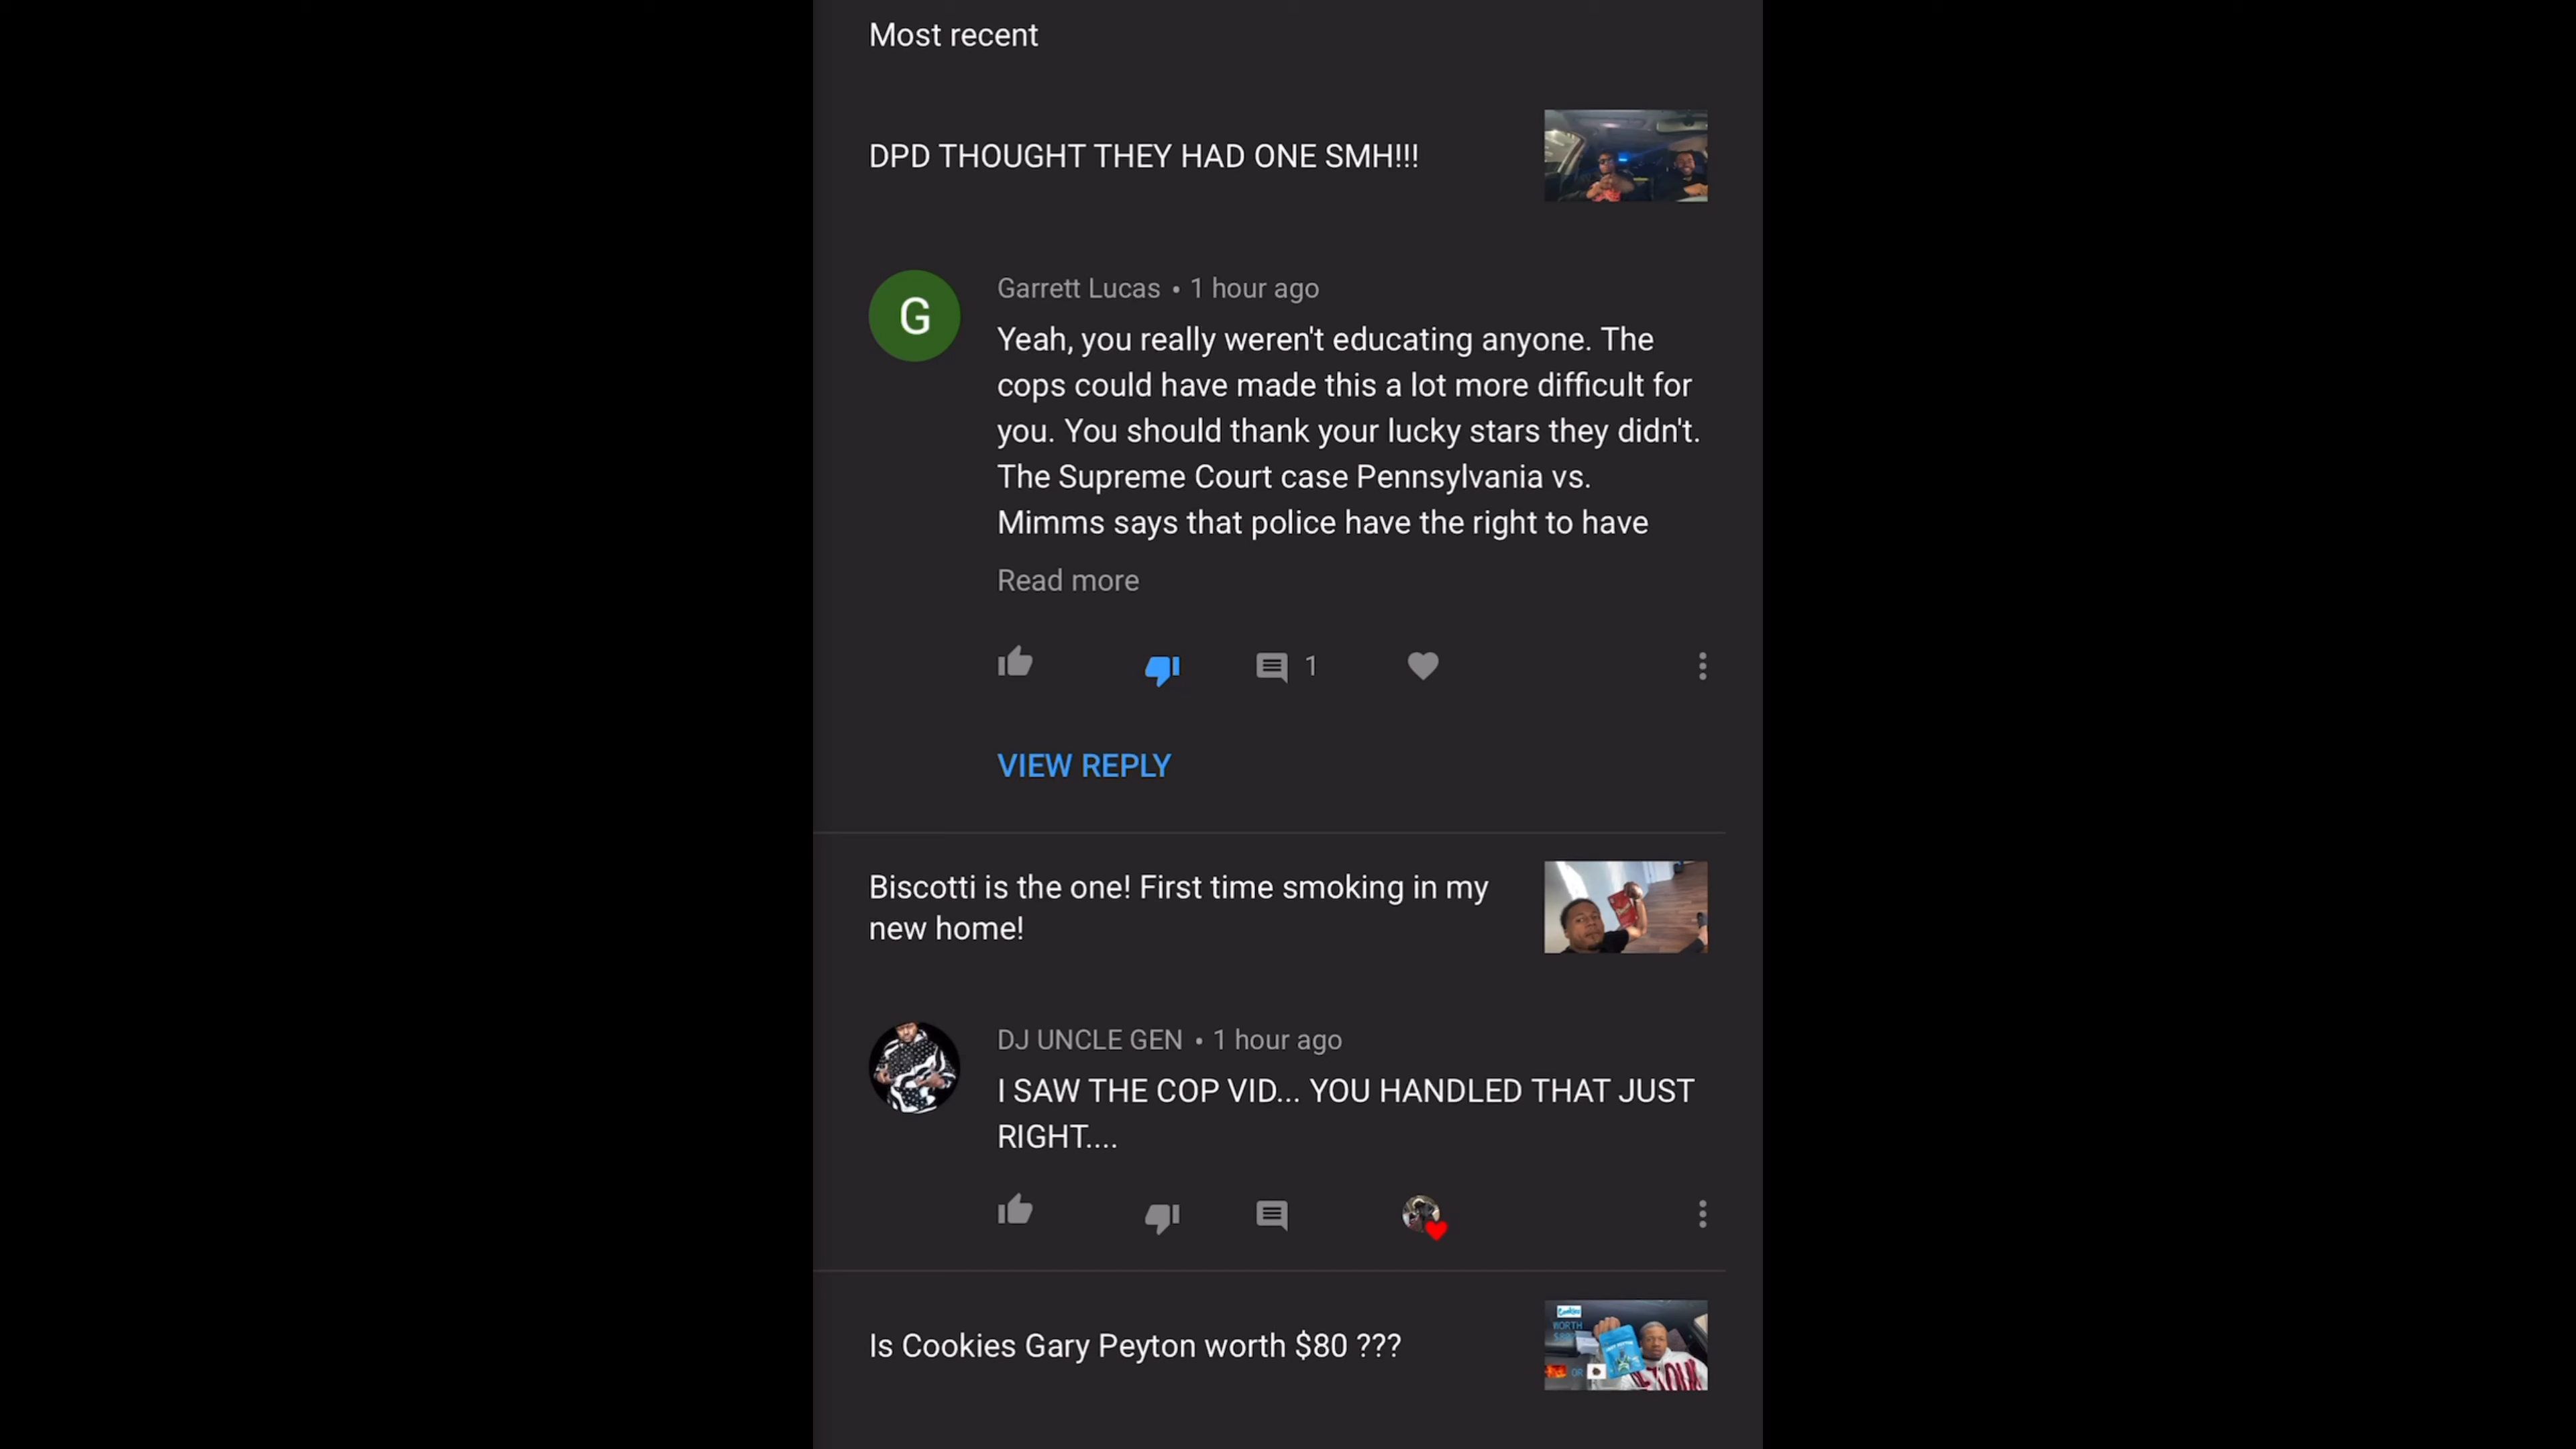 Most recent
DPD THOUGHT THEY HAD ONE SMH!!!
G
Garrett Lucas • 1 hour ago
Yeah, you really weren't educating anyone. The
cops could have made this a lot more difficult for
you. You should thank your lucky stars they didn't.
The Supreme Court case Pennsylvania vs.
Mimms says that police have the right to have
Read more
1
VIEW REPLY
Biscotti is the one! First time smoking in my
new home!
DJ UNCLE GEN • 1 hour ago
I SAW THE COP VID... YOU HANDLED THAT JUST
RIGHT....
Is Cookies Gary Peyton worth $80 ???
Cookies
WORTH
OR